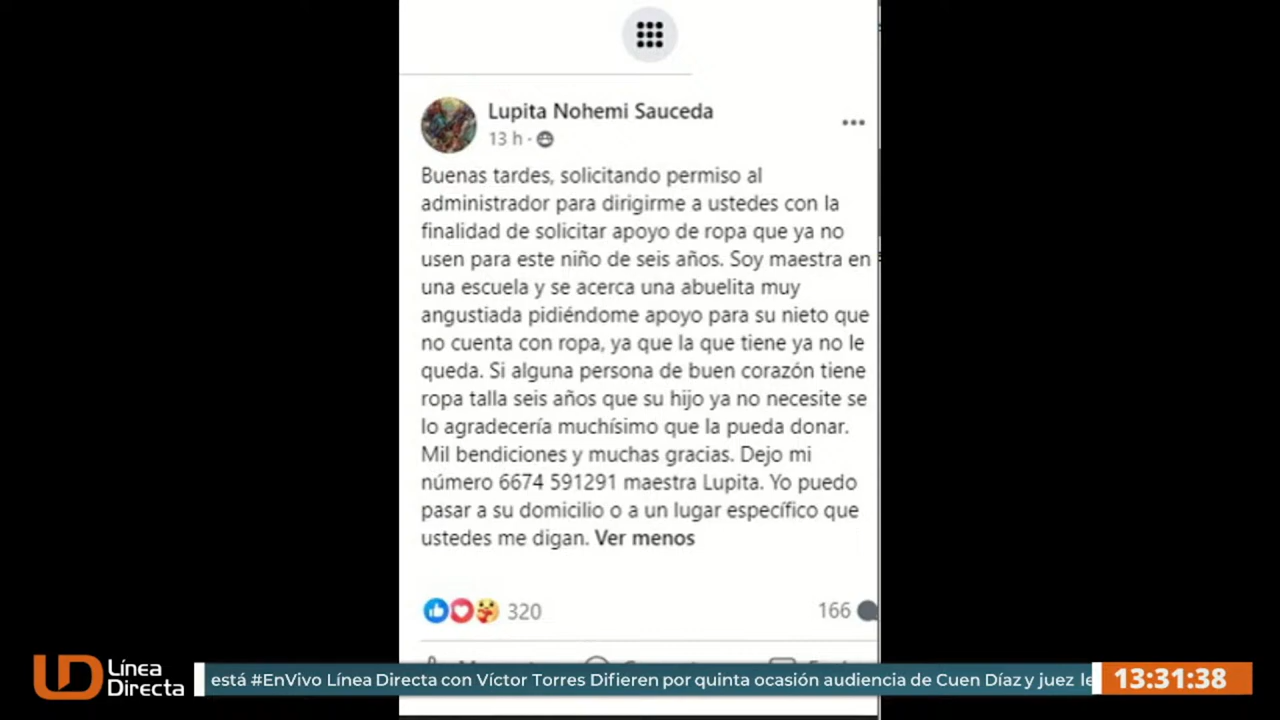 Lupita Nohemi Sauceda
13 h ·
Buenas tardes, solicitando permiso al
administrador para dirigirme a ustedes con la
finalidad de solicitar apoyo de ropa que ya no
usen para este niño de seis años. Soy maestra en
una escuela y se acerca una abuelita muy
angustiada pidiéndome apoyo para su nieto que
no cuenta con ropa, ya que la que tiene ya no le
queda. Si alguna persona de buen corazón tiene
ropa talla seis años que su hijo ya no necesite se
lo agradecería muchísimo que la pueda donar.
Mil bendiciones y muchas gracias. Dejo mi
número 6674 591291 maestra Lupita. Yo puedo
pasar a su domicilio o a un lugar específico que
ustedes me digan. Ver menos
320
166
Línea
Directa
está #EnVivo Línea Directa con Víctor Torres Difieren por quinta ocasión audiencia de Cuen Díaz y juez
13:31:38